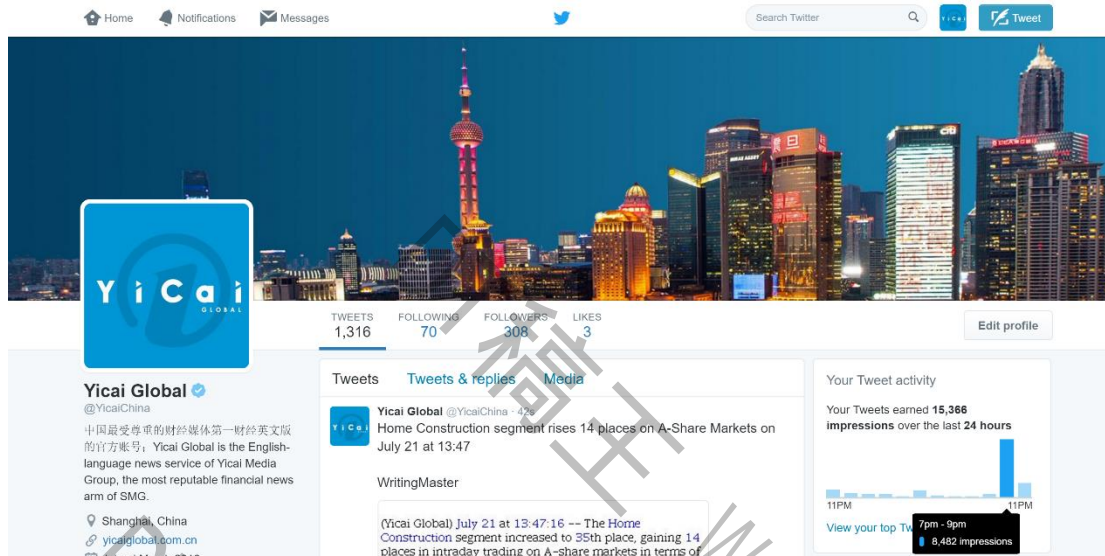 Home
Notifications
Messages
Search Twitter
YiCai
Tweet
citi
YiCai
GLOBAL
TWEETS
1,316
FOLLOWING
70
FOLLOWERS
308
LIKES
3
Edit profile
Yicai Global
@YicaiChina
中国最受尊重的财经媒体第一财经英文版
的官方账号；Yicai Global is the English-
language news service of Yicai Media
Group, the most reputable financial news
arm of SMG.
Shanghai, China
yicaiglobal.com.cn
Tweets
Tweets & replies
Media
YiCai
Yicai Global @YicaiChina · 42s
Home Construction segment rises 14 places on A-Share Markets on
July 21 at 13:47
WritingMaster
(Yicai Global) July 21 at 13:47:16 -- The Home
Construction segment increased to 35th place, gaining 14
places in intraday trading on A-share markets in terms of
Your Tweet activity
Your Tweets earned 15,366
impressions over the last 24 hours
11PM
11PM
View your top Tw
7pm - 9pm
8,482 impressions
稿王